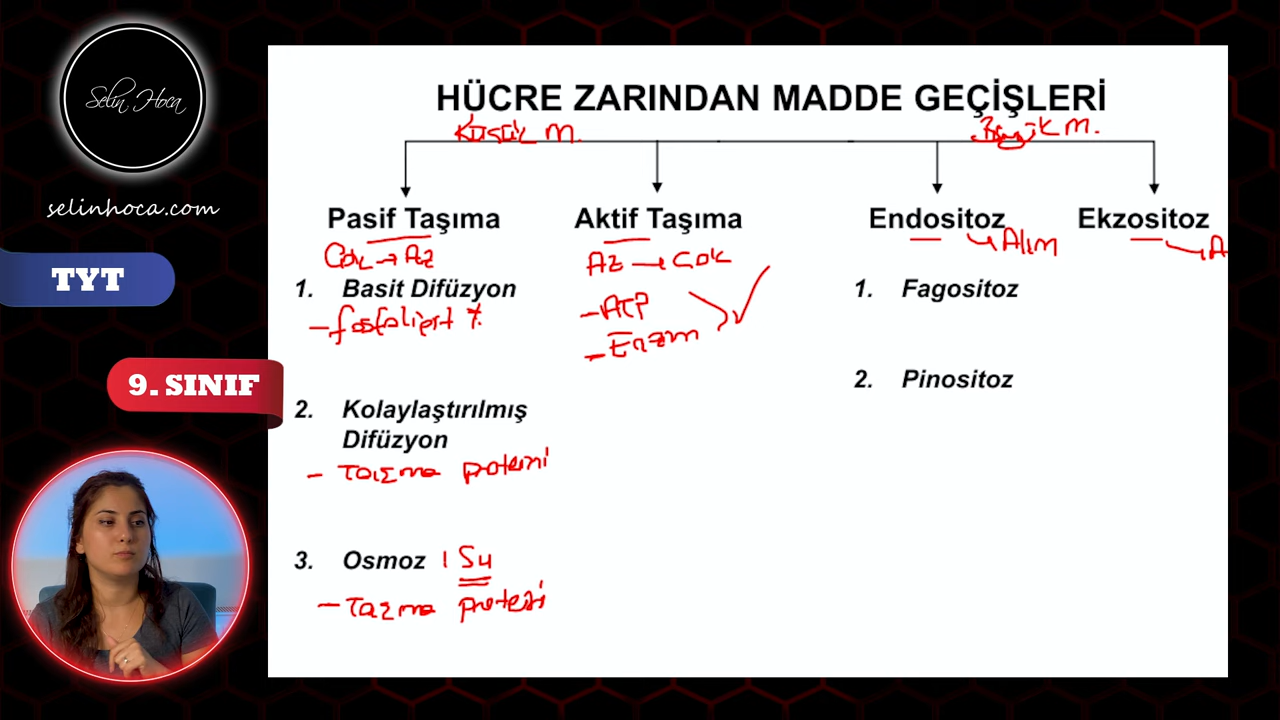 Selin Hoca
selinhoca.com
TYT
9. SINIF
HÜCRE ZARINDAN MADDE GEÇİŞLERİ
Küçük m.
Büyük m.
Pasif Taşıma
Aktif Taşıma
Endositoz
Ekzositoz
Çok → Az
Az → Çok
Alım
1. Basit Difüzyon
- fosfolipit
- ATP
- Enzim
2. Kolaylaştırılmış
Difüzyon
- Taşıma proteini
3. Osmoz | Su
- Taşıma proteini
1. Fagositoz
2. Pinositoz